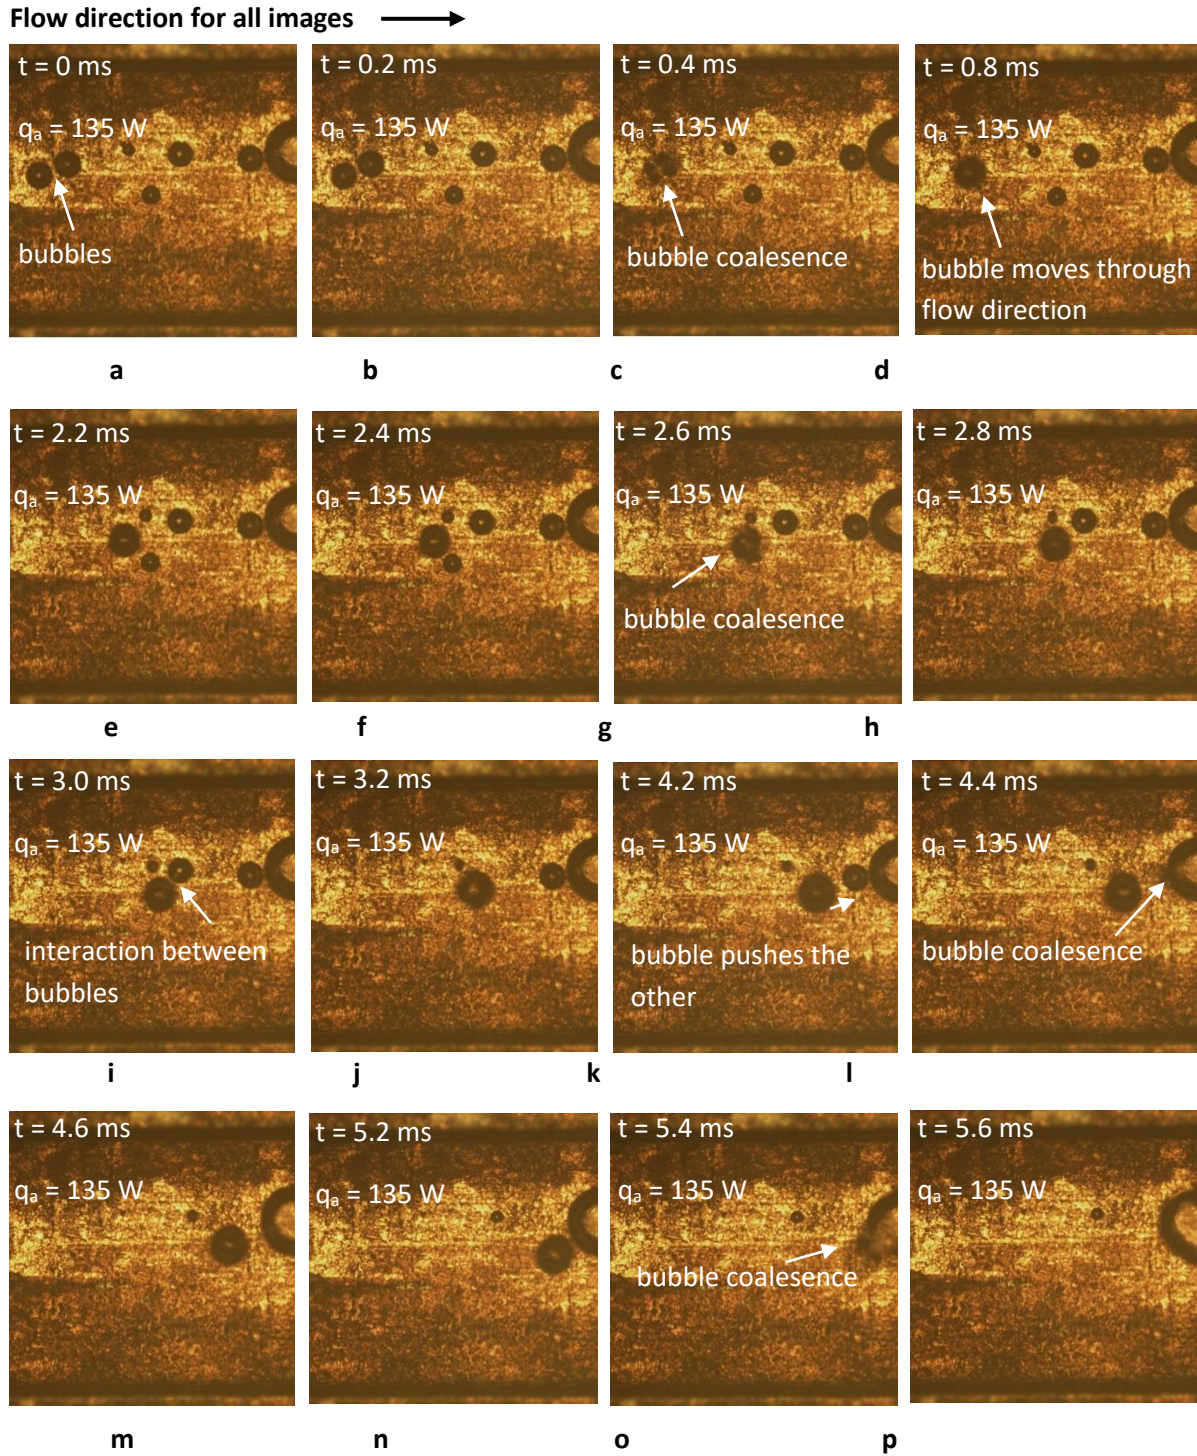 Flow direction for all images
t = 0 ms
qₐ = 135 W
bubbles
t = 0.2 ms
qₐ = 135 W
t = 0.4 ms
qₐ = 135 W
bubble coalesence
t = 0.8 ms
qₐ = 135 W
bubble moves through
flow direction
a
b
c
d
t = 2.2 ms
qₐ = 135 W
t = 2.4 ms
qₐ = 135 W
t = 2.6 ms
qₐ = 135 W
bubble coalesence
t = 2.8 ms
qₐ = 135 W
e
f
g
h
t = 3.0 ms
qₐ = 135 W
interaction between
bubbles
t = 3.2 ms
qₐ = 135 W
t = 4.2 ms
qₐ = 135 W
bubble pushes the
other
t = 4.4 ms
qₐ = 135 W
bubble coalesence
i
j
k
l
t = 4.6 ms
qₐ = 135 W
t = 5.2 ms
qₐ = 135 W
t = 5.4 ms
qₐ = 135 W
bubble coalesence
t = 5.6 ms
qₐ = 135 W
m
n
o
p